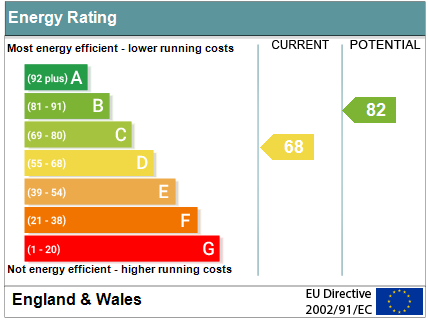 Energy Rating
Most energy efficient - lower running costs
CURRENT
POTENTIAL
(92 plus) A
(81 - 91) B
(69 - 80) C
(55 - 68) D
(39 - 54) E
(21 - 38) F
(1 - 20) G
68
82
Not energy efficient - higher running costs
England & Wales
EU Directive
2002/91/EC